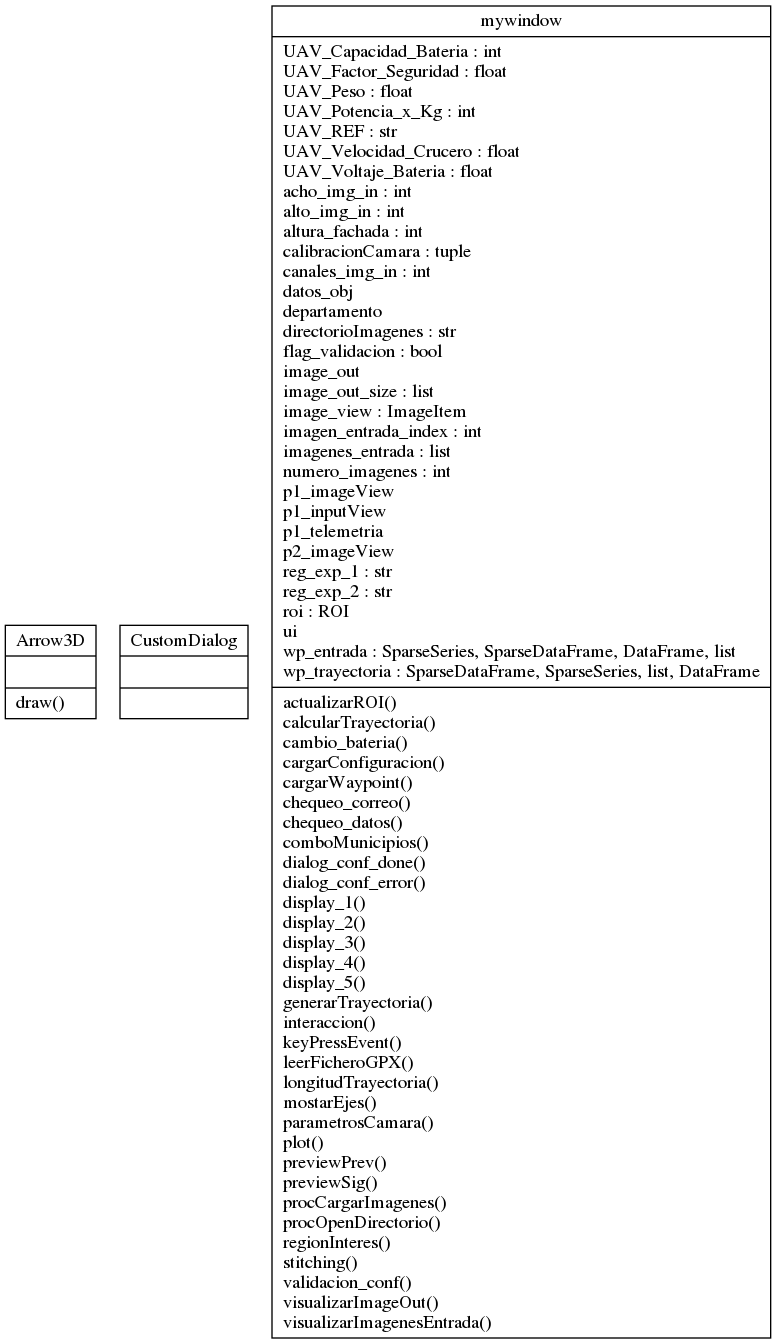 mywindow
UAV_Capacidad_Bateria : int
UAV_Factor_Seguridad : float
UAV_Peso : float
UAV_Potencia_x_Kg : int
UAV_REF : str
UAV_Velocidad_Crucero : float
UAV_Voltaje_Bateria : float
acho_img_in : int
alto_img_in : int
altura_fachada : int
calibracionCamara : tuple
canales_img_in : int
datos_obj
departamento
directorioImagenes : str
flag_validacion : bool
image_out
image_out_size : list
image_view : ImageItem
imagen_entrada_index : int
imagenes_entrada : list
numero_imagenes : int
p1_imageView
p1_inputView
p1_telemetria
p2_imageView
reg_exp_1 : str
reg_exp_2 : str
roi : ROI
ui
wp_entrada : SparseSeries, SparseDataFrame, DataFrame, list
wp_trayectoria : SparseDataFrame, SparseSeries, list, DataFrame
actualizarROI()
calcularTrayectoria()
cambio_bateria()
cargarConfiguracion()
cargarWaypoint()
chequeo_correo()
chequeo_datos()
comboMunicipios()
dialog_conf_done()
dialog_conf_error()
display_1()
display_2()
display_3()
display_4()
display_5()
generarTrayectoria()
interaccion()
keyPressEvent()
leerFicheroGPX()
longitudTrayectoria()
mostarEjes()
parametrosCamara()
plot()
previewPrev()
previewSig()
procCargarImagenes()
procOpenDirectorio()
regionInteres()
stitching()
validacion_conf()
visualizarImageOut()
visualizarImagenesEntrada()
Arrow3D
draw()
CustomDialog